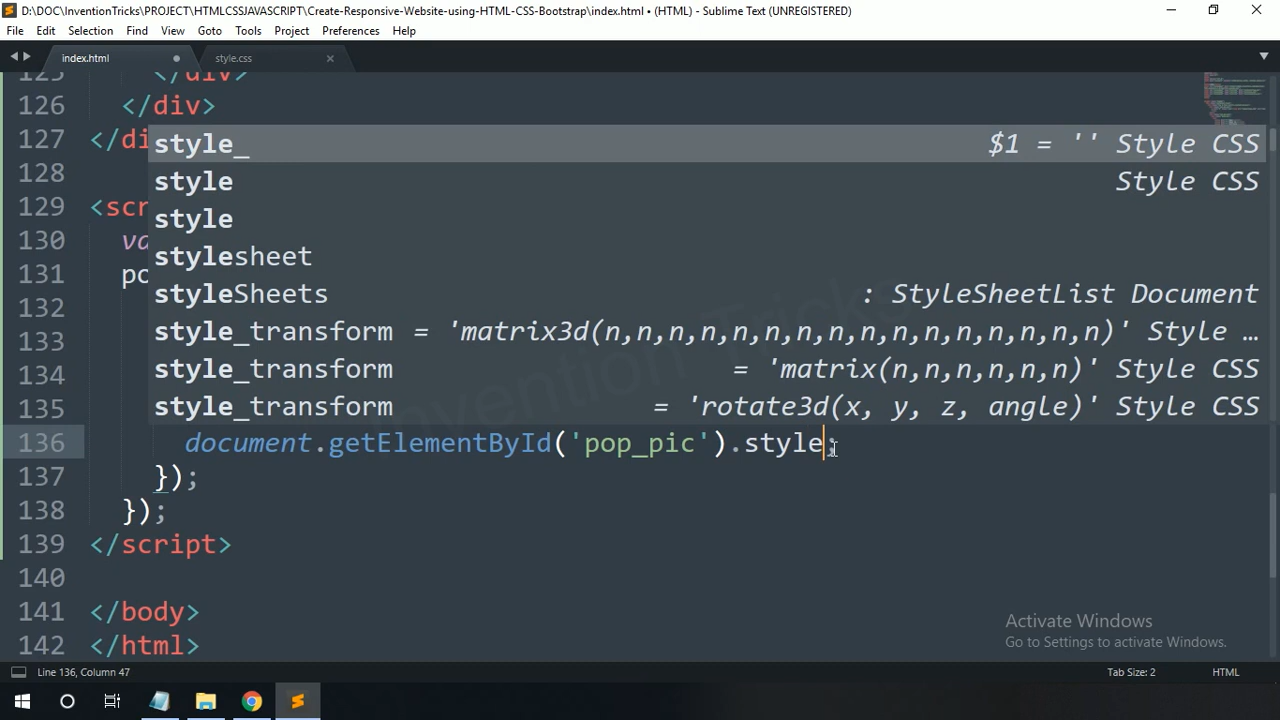 D:\DOC\InventionTricks\PROJECT\HTMLCSSJAVASCRIPT\Create-Responsive-Website-using-HTML-CSS-Bootstrap\index.html • (HTML) - Sublime Text (UNREGISTERED)
File Edit Selection Find View Goto Tools Project Preferences Help
index.html style.css
125 </div>
126 </div>
127 </di
style_ $1 = '' Style CSS
128
style Style CSS
129 <scr
style
130 va
stylesheet
131 po
styleSheets : StyleSheetList Document
132
style_transform = 'matrix3d(n,n,n,n,n,n,n,n,n,n,n,n,n,n,n,n)' Style …
133
style_transform = 'matrix(n,n,n,n,n,n)' Style CSS
134
style_transform = 'rotate3d(x, y, z, angle)' Style CSS
135
Invention Tricks
136 document.getElementById('pop_pic').style;
137 });
138 });
139 </script>
140
141 </body>
142 </html>
Activate Windows
Go to Settings to activate Windows.
Line 136, Column 47 Tab Size: 2 HTML